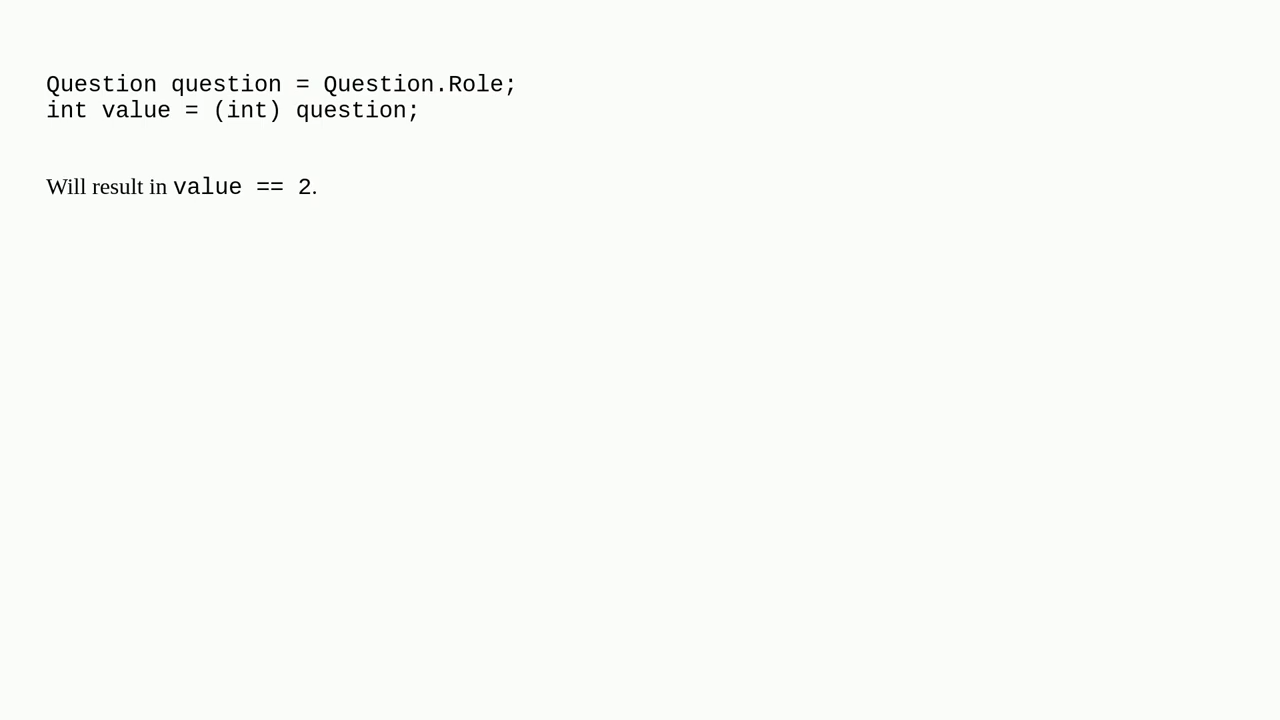 Question question = Question.Role;
int value = (int) question;
Will result in value == 2.